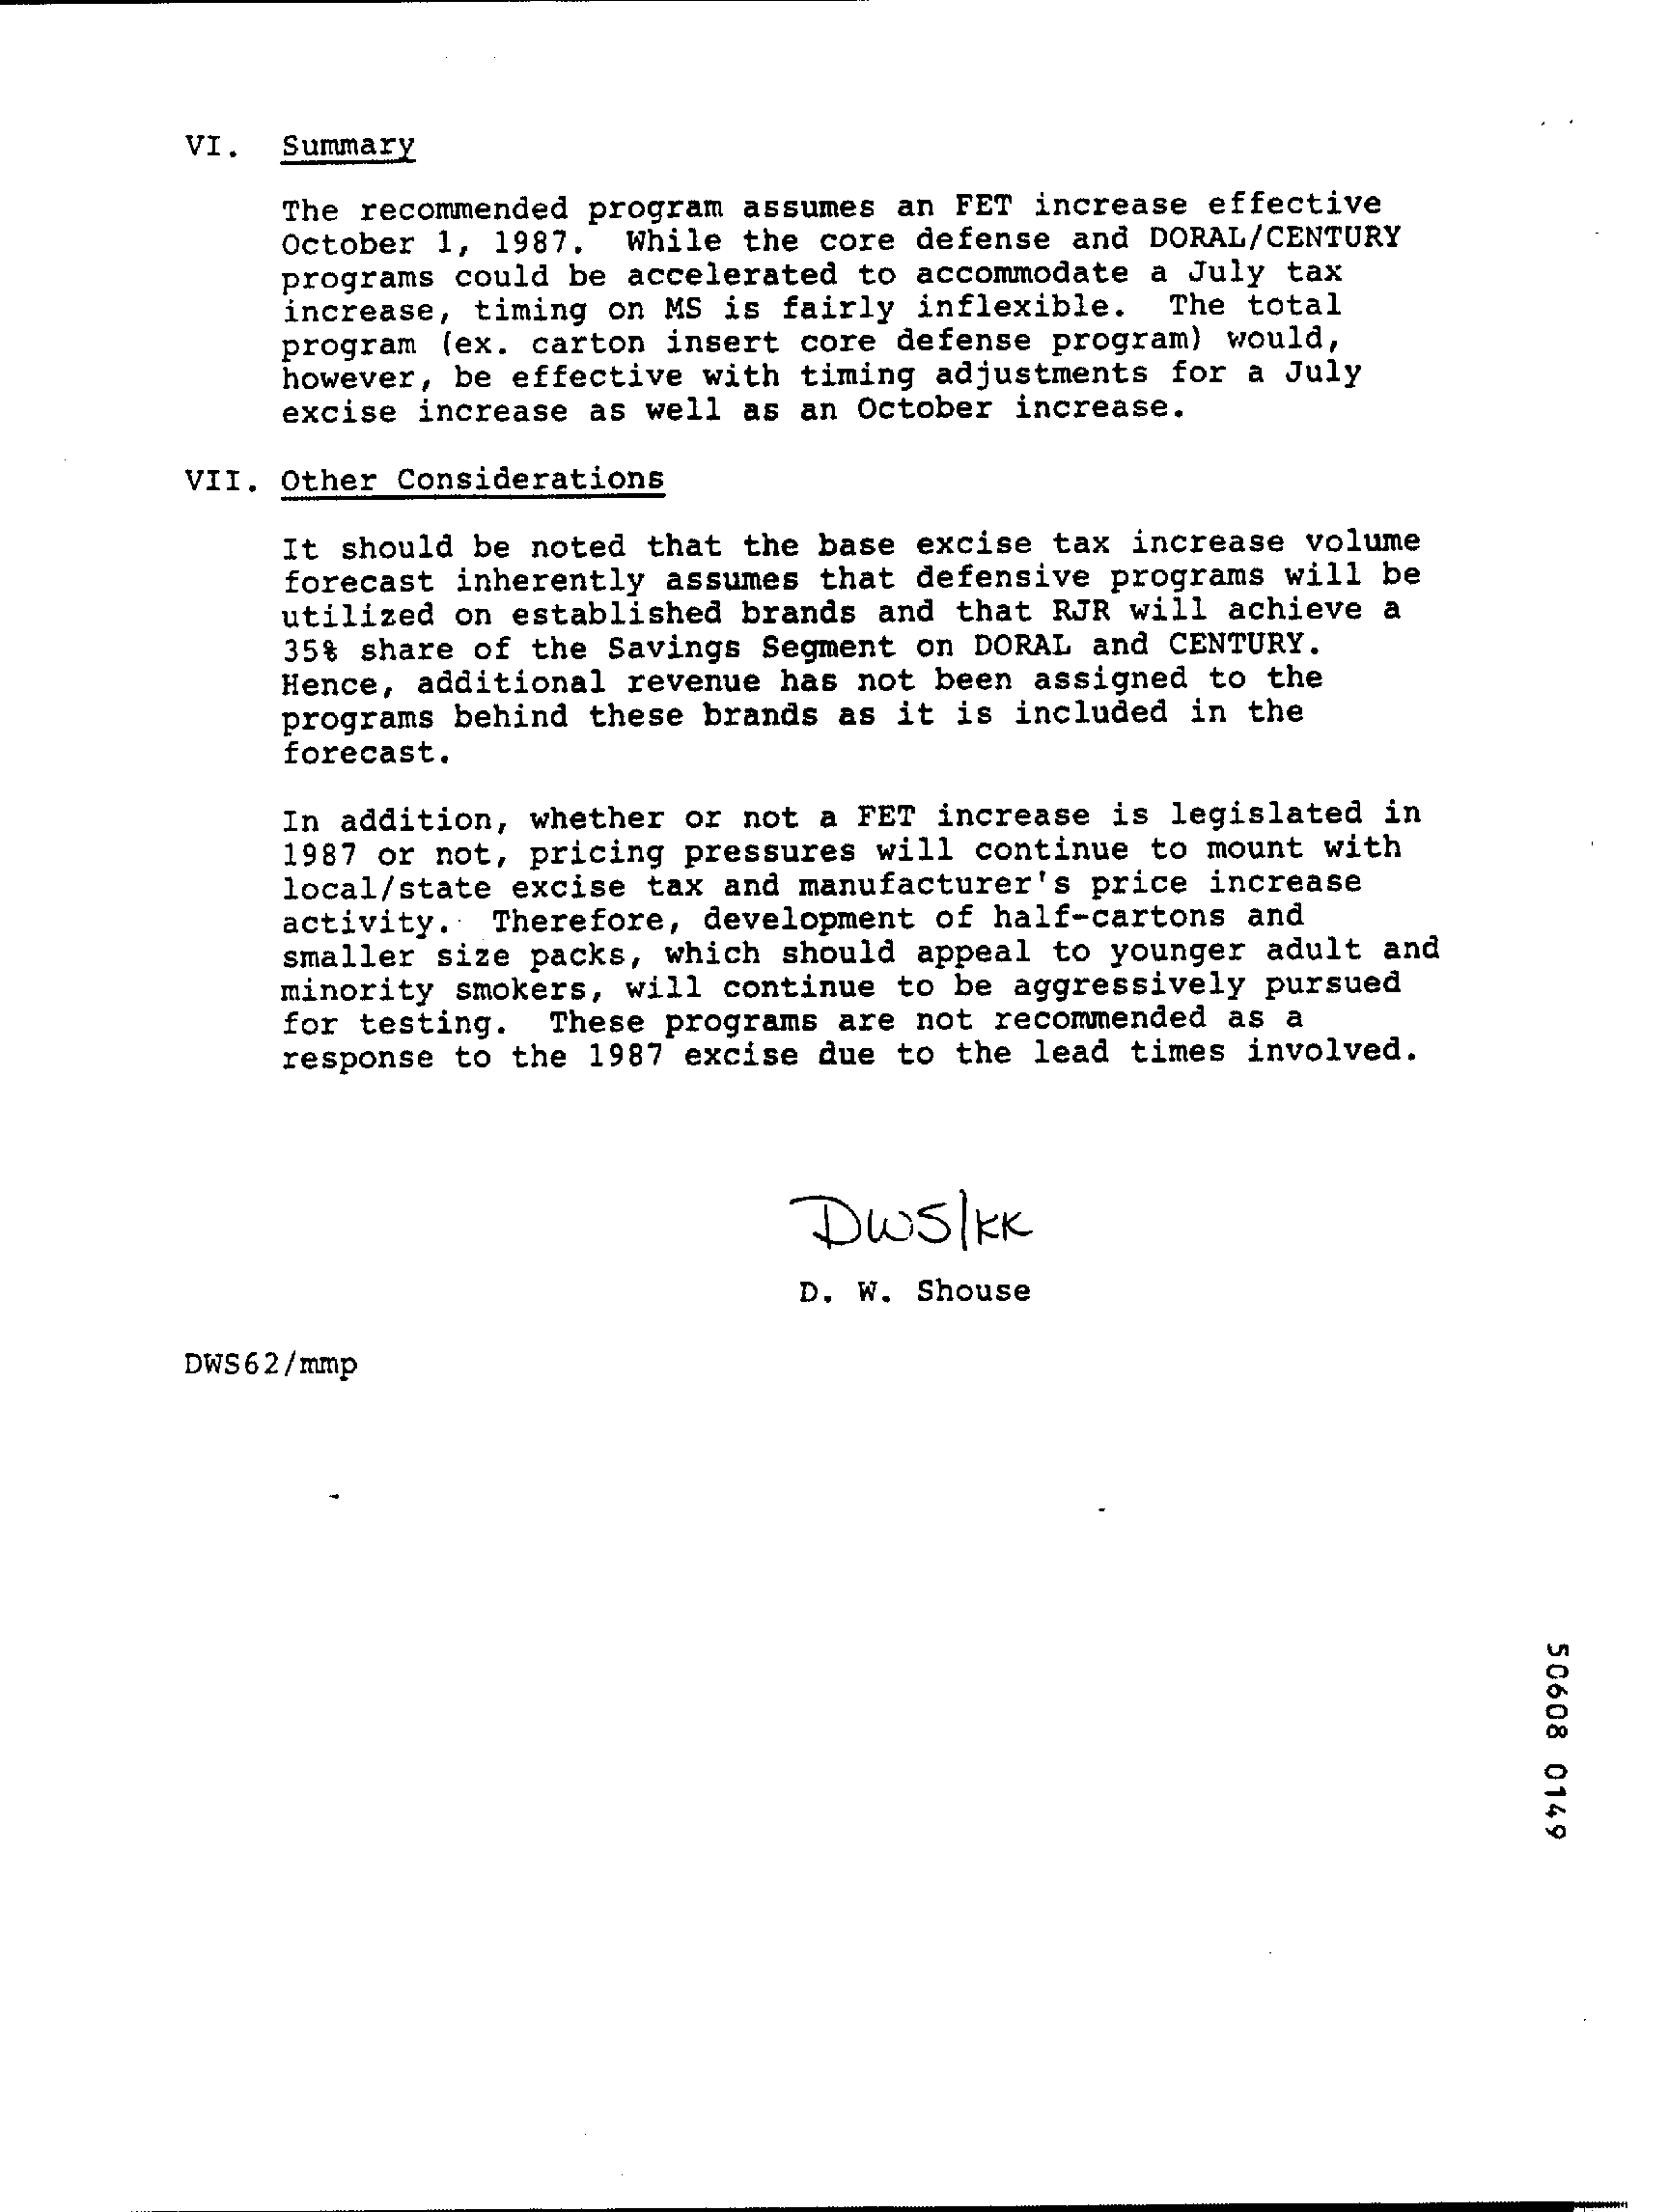 VI. Summary
The recommended program assumes an FET increase effective
October 1, 1987. While the core defense and DORAL/CENTURY
programs could be accelerated to accommodate a July tax
increase, timing on MS is fairly inflexible. The total
program (ex. carton insert core defense program) would,
however, be effective with timing adjustments for a July
excise increase as well as an October increase.
VII. Other Considerations
It should be noted that the base excise tax increase volume
forecast inherently assumes that defensive programs will be
utilized on established brands and that RJR will achieve a
35% share of the Savings Segment on DORAL and CENTURY.
Hence, additional revenue has not been assigned to the
programs behind these brands as it is included in the
forecast.
In addition, whether or not a FET increase is legislated in
1987 or not, pricing pressures will continue to mount with
local/state excise tax and manufacturer's price increase
activity. Therefore, development of half-cartons and
smaller size packs, which should appeal to younger adult and
minority smokers, will continue to be aggressively pursued
for testing. These programs are not recommended as a
response to the 1987 excise due to the lead times involved.
DWS/KK
D. W. Shouse
DWS62/mmp
50608 0149